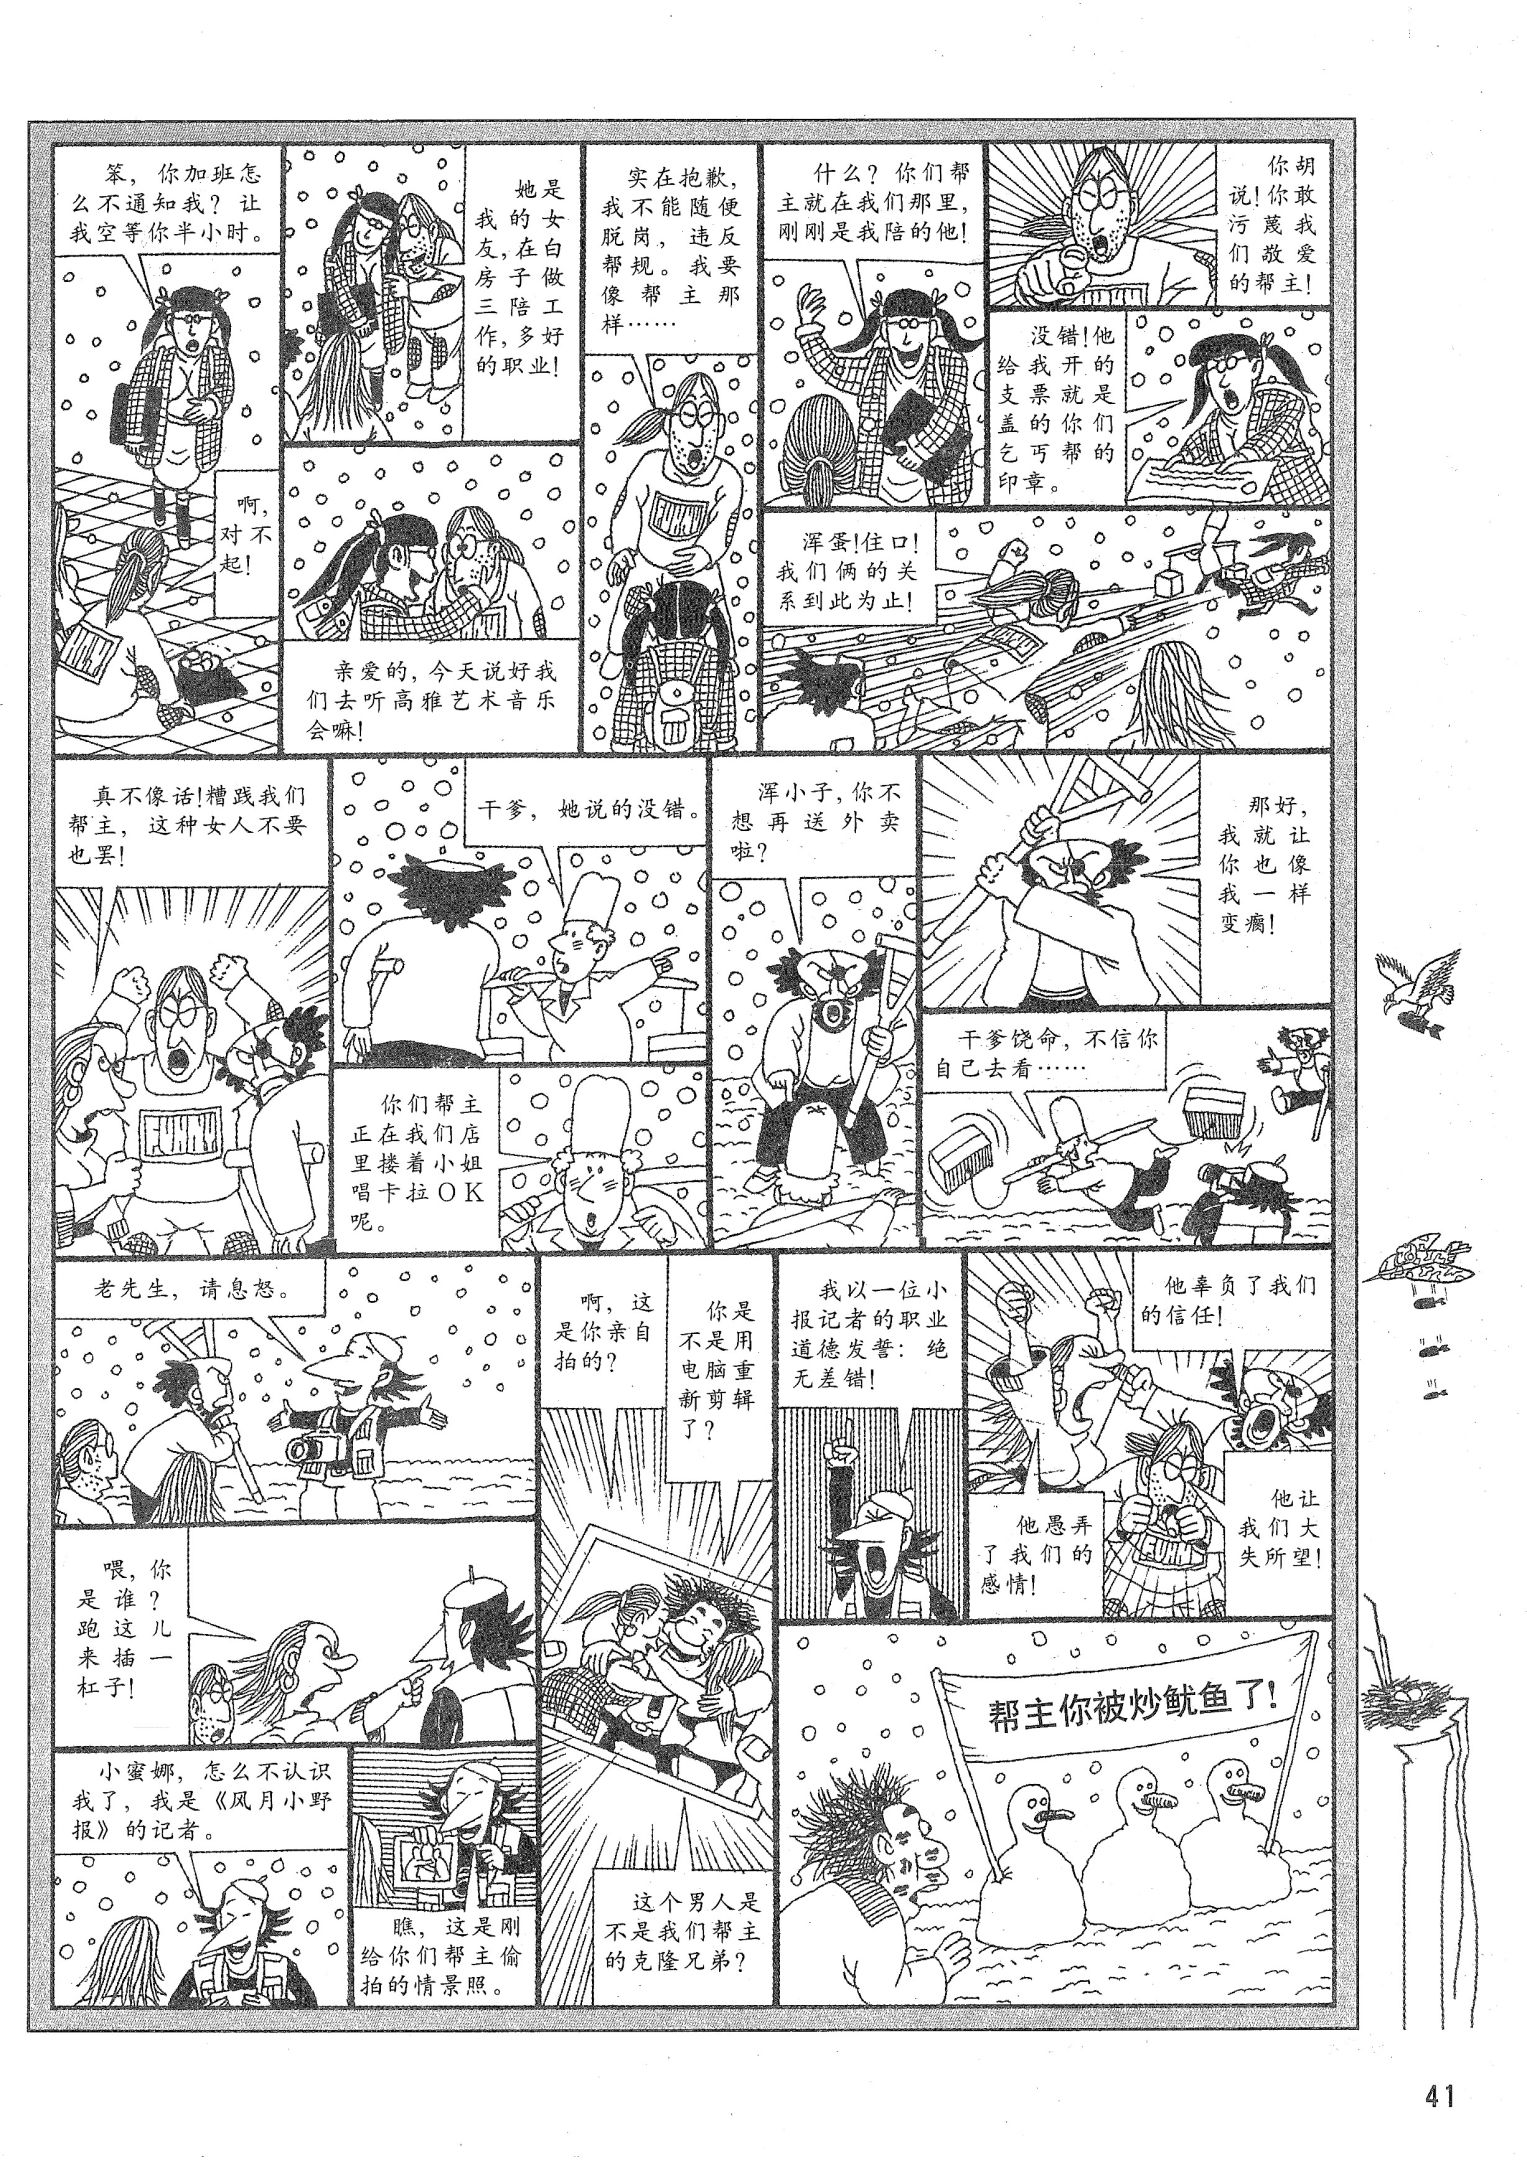 笨，你加班怎
么不通知我？让
我空等你半小时。
啊，
对不
起！
她是
我的女
友，在白
房子做
三陪工
作，多好
的职业！
亲爱的，今天说好我
们去听高雅艺术音乐
会嘛！
实在抱歉，
我不能随便
脱岗，违反
帮规。我要
像帮主那
样……
什么？你们帮
主就在我们那里，
刚刚是我陪的他！
你胡
说！你敢
污蔑我
们敬爱
的帮主！
没错！他
给我开的
支票就是
盖的你们
乞丐帮的
印章。
浑蛋！住口！
我们俩的关
系到此为止！
真不像话！糟践我们
帮主，这种女人不要
也罢！
干爹，她说的没错。
你们帮主
正在我们店
里搂着小姐
唱卡拉OK
呢。
浑小子，你不
想再送外卖
啦？
那好，
我就让
你也像
我一样
变瘸！
干爹饶命，不信你
自己去看……
老先生，请息怒。
喂，你
是谁？
跑这儿
来插一
杠子！
小蜜娜，怎么不认识
我了，我是《风月小野
报》的记者。
瞧，这是刚
给你们帮主偷
拍的情景照。
啊，这
是你亲自
拍的？
你是
不是用
电脑重
新剪辑
了？
这个男人是
不是我们帮主
的克隆兄弟？
我以一位小
报记者的职业
道德发誓：绝
无差错！
他辜负了我们
的信任！
他愚弄
了我们的
感情！
他让
我们大
失所望！
帮主你被炒鱿鱼了！
41